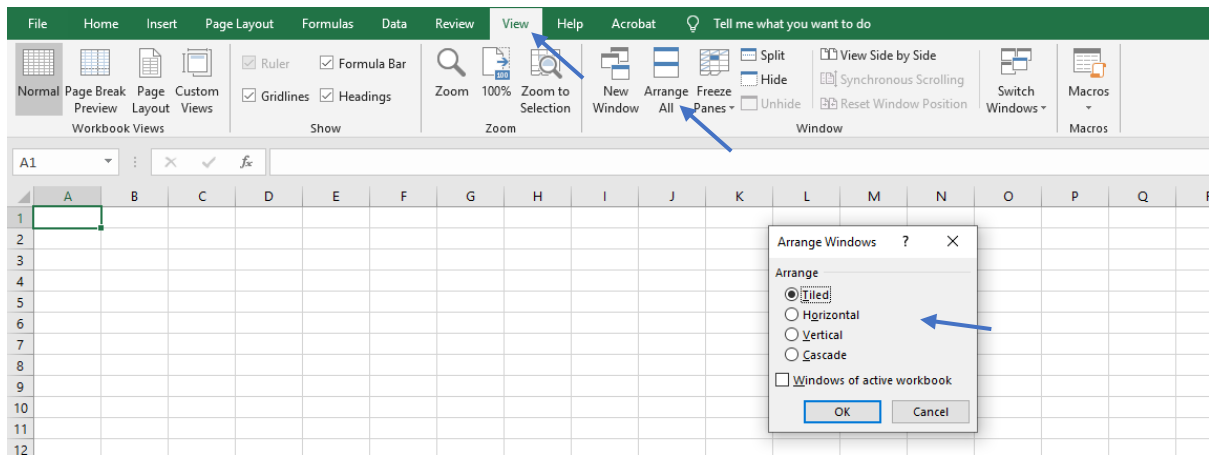 File Home Insert Page Layout Formulas Data Review View Help Acrobat Tell me what you want to do
Normal Page Break Preview Page Layout Custom Views
Workbook Views
Ruler Formula Bar
Gridlines Headings
Show
Zoom 100% Zoom to Selection
100
Zoom
New Window Arrange All Freeze Panes
Split
Hide
Unhide
View Side by Side
Synchronous Scrolling
Reset Window Position
Switch Windows
Window
Macros
Macros
A1 fx
A B C D E F G H I J K L M N O P Q
1
2
3
4
5
6
7
8
9
10
11
12
Arrange Windows ? X
Arrange
Tiled
Horizontal
Vertical
Cascade
Windows of active workbook
OK Cancel